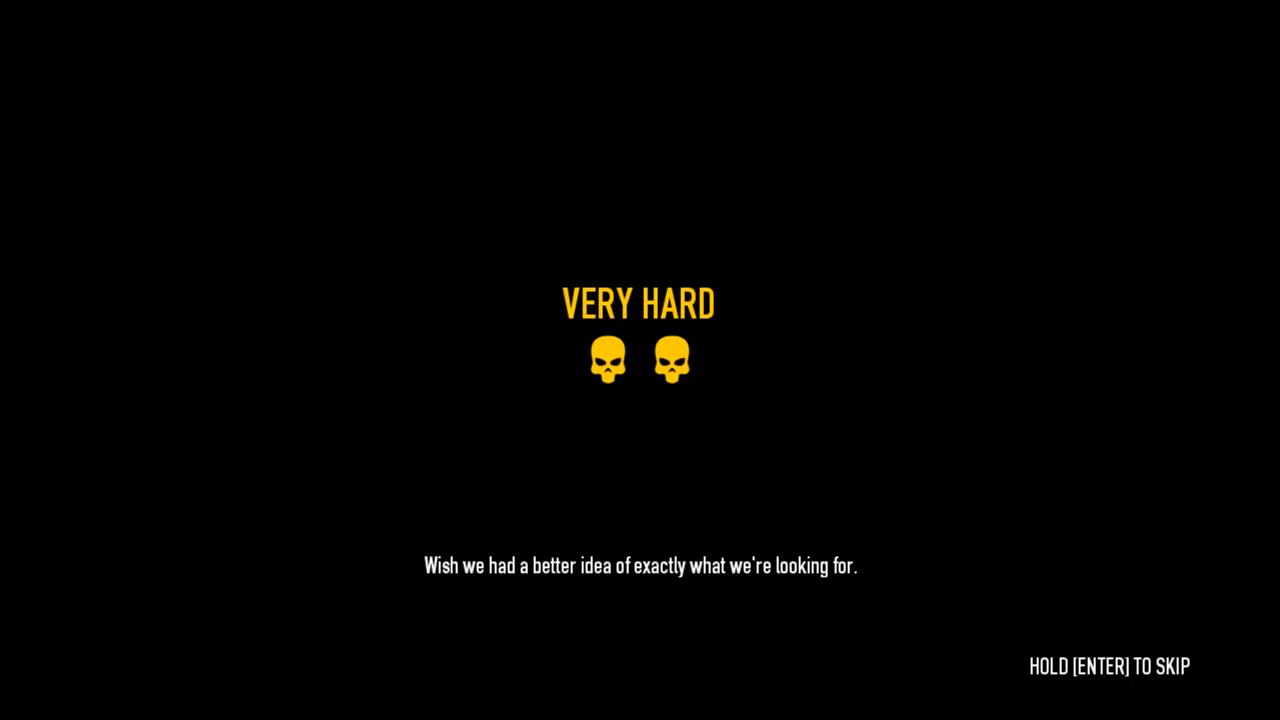 VERY HARD
Wish we had a better idea of exactly what we're looking for.
HOLD [ENTER] TO SKIP